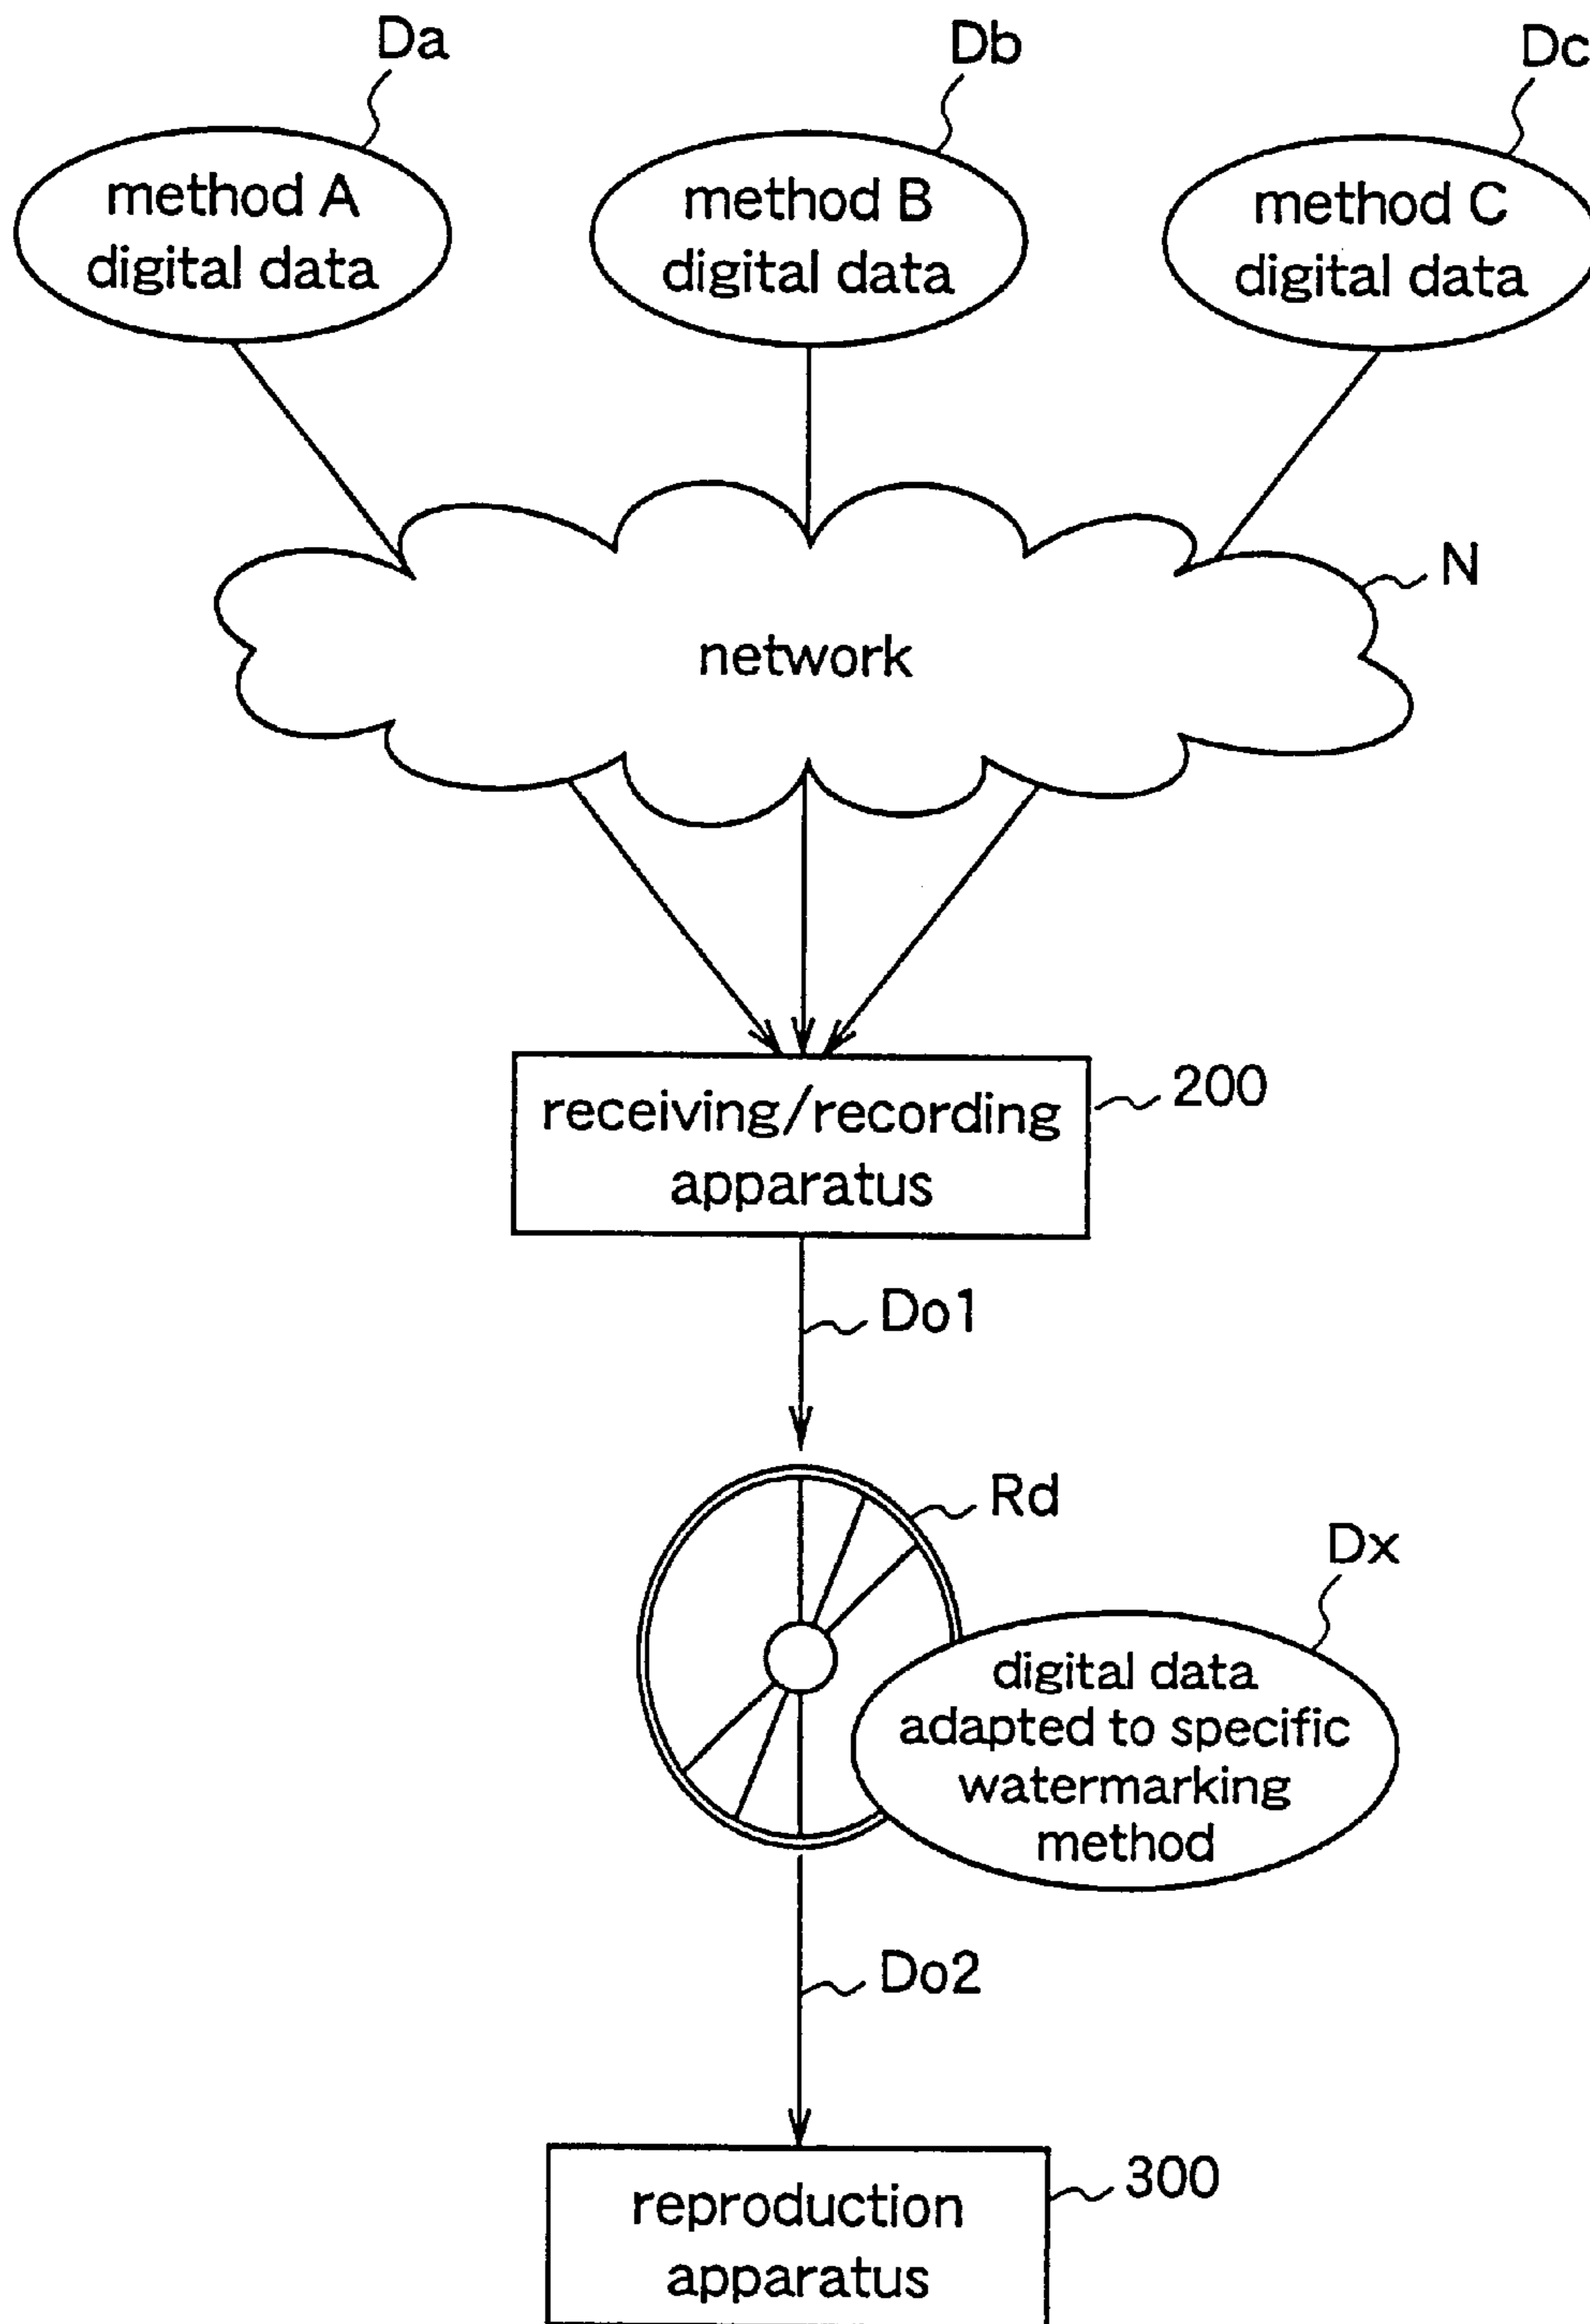 Da
Db
Dc
method A
digital data
method B
digital data
method C
digital data
N
network
200
receiving/recording
apparatus
Do1
Rd
Dx
digital data
adapted to specific
watermarking
method
Do2
300
reproduction
apparatus